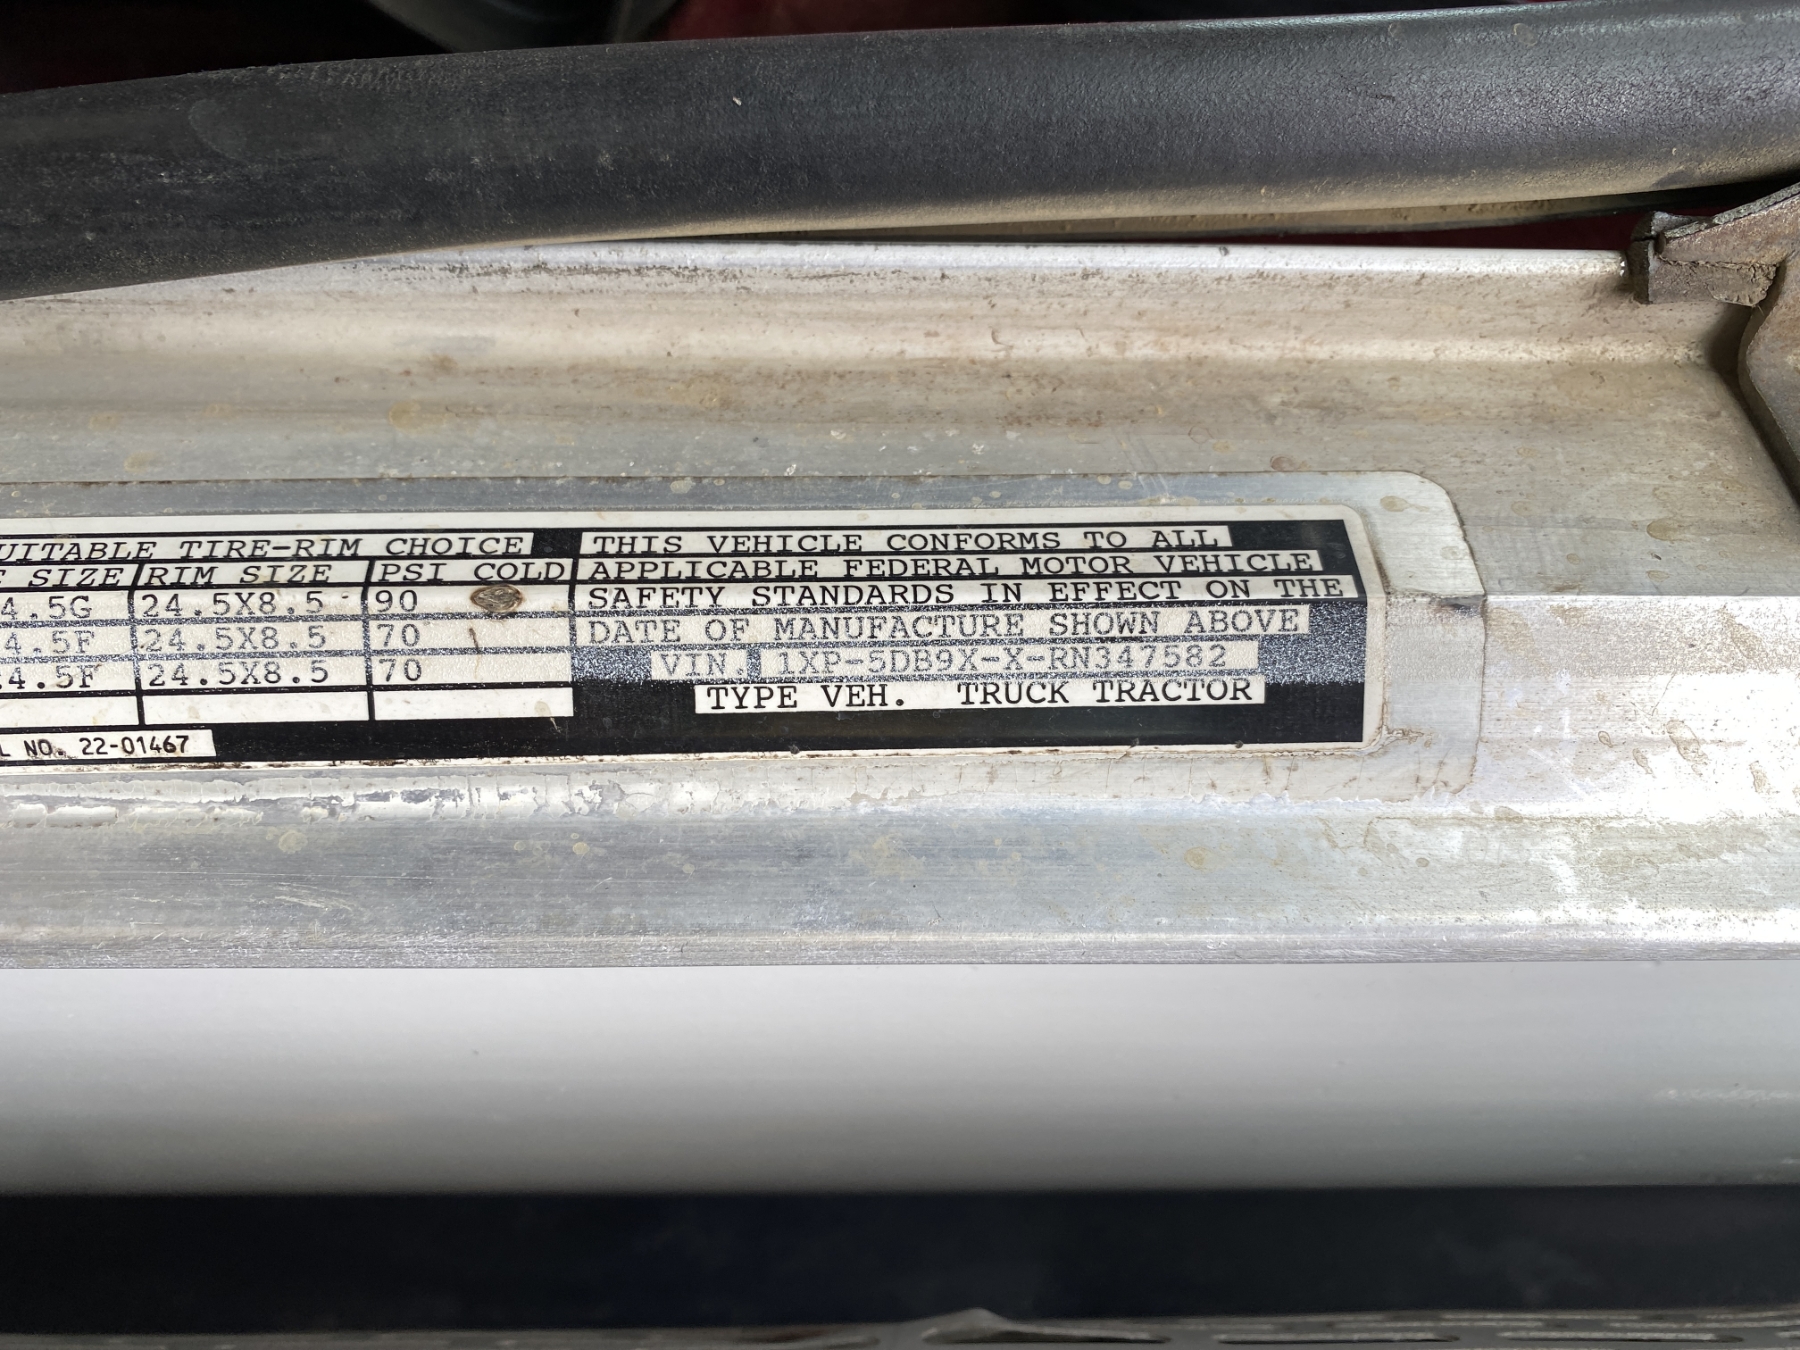 UITABLE TIRE-RIM CHOICE
E SIZE RIM SIZE PSI COLD
4.5G 24.5X8.5 90
4.5F 24.5X8.5 70
4.5F 24.5X8.5 70
L NO. 22-01467
THIS VEHICLE CONFORMS TO ALL
APPLICABLE FEDERAL MOTOR VEHICLE
SAFETY STANDARDS IN EFFECT ON THE
DATE OF MANUFACTURE SHOWN ABOVE
VIN. 1XP-5DB9X-X-RN347582
TYPE VEH. TRUCK TRACTOR